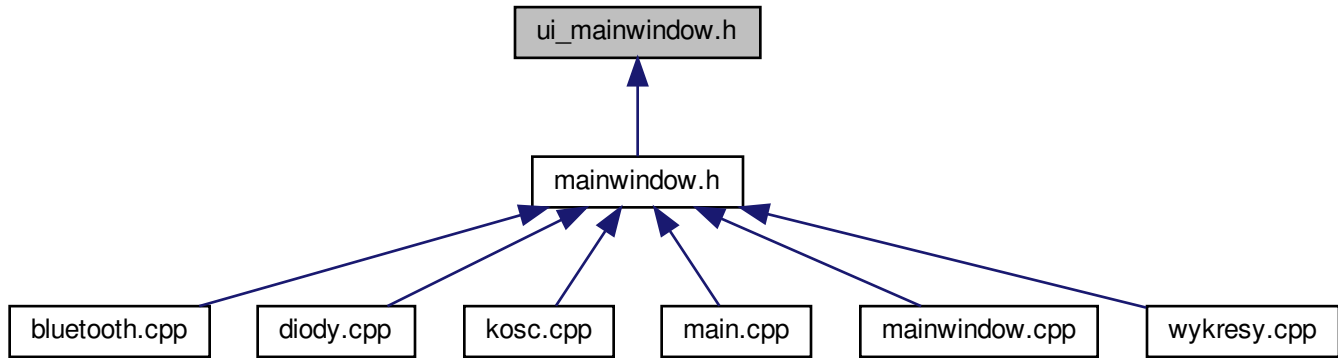 ui_mainwindow.h
mainwindow.h
bluetooth.cpp
diody.cpp
kosc.cpp
main.cpp
mainwindow.cpp
wykresy.cpp